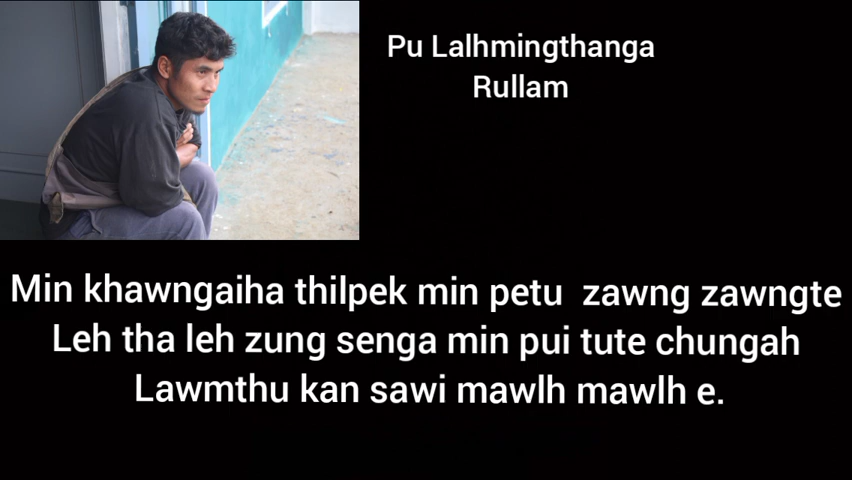 Pu Lalhmingthanga
Rullam
Min khawngaiha thilpek min petu zawng zawngte
Leh tha leh zung senga min pui tute chungah
Lawmthu kan sawi mawlh mawlh e.